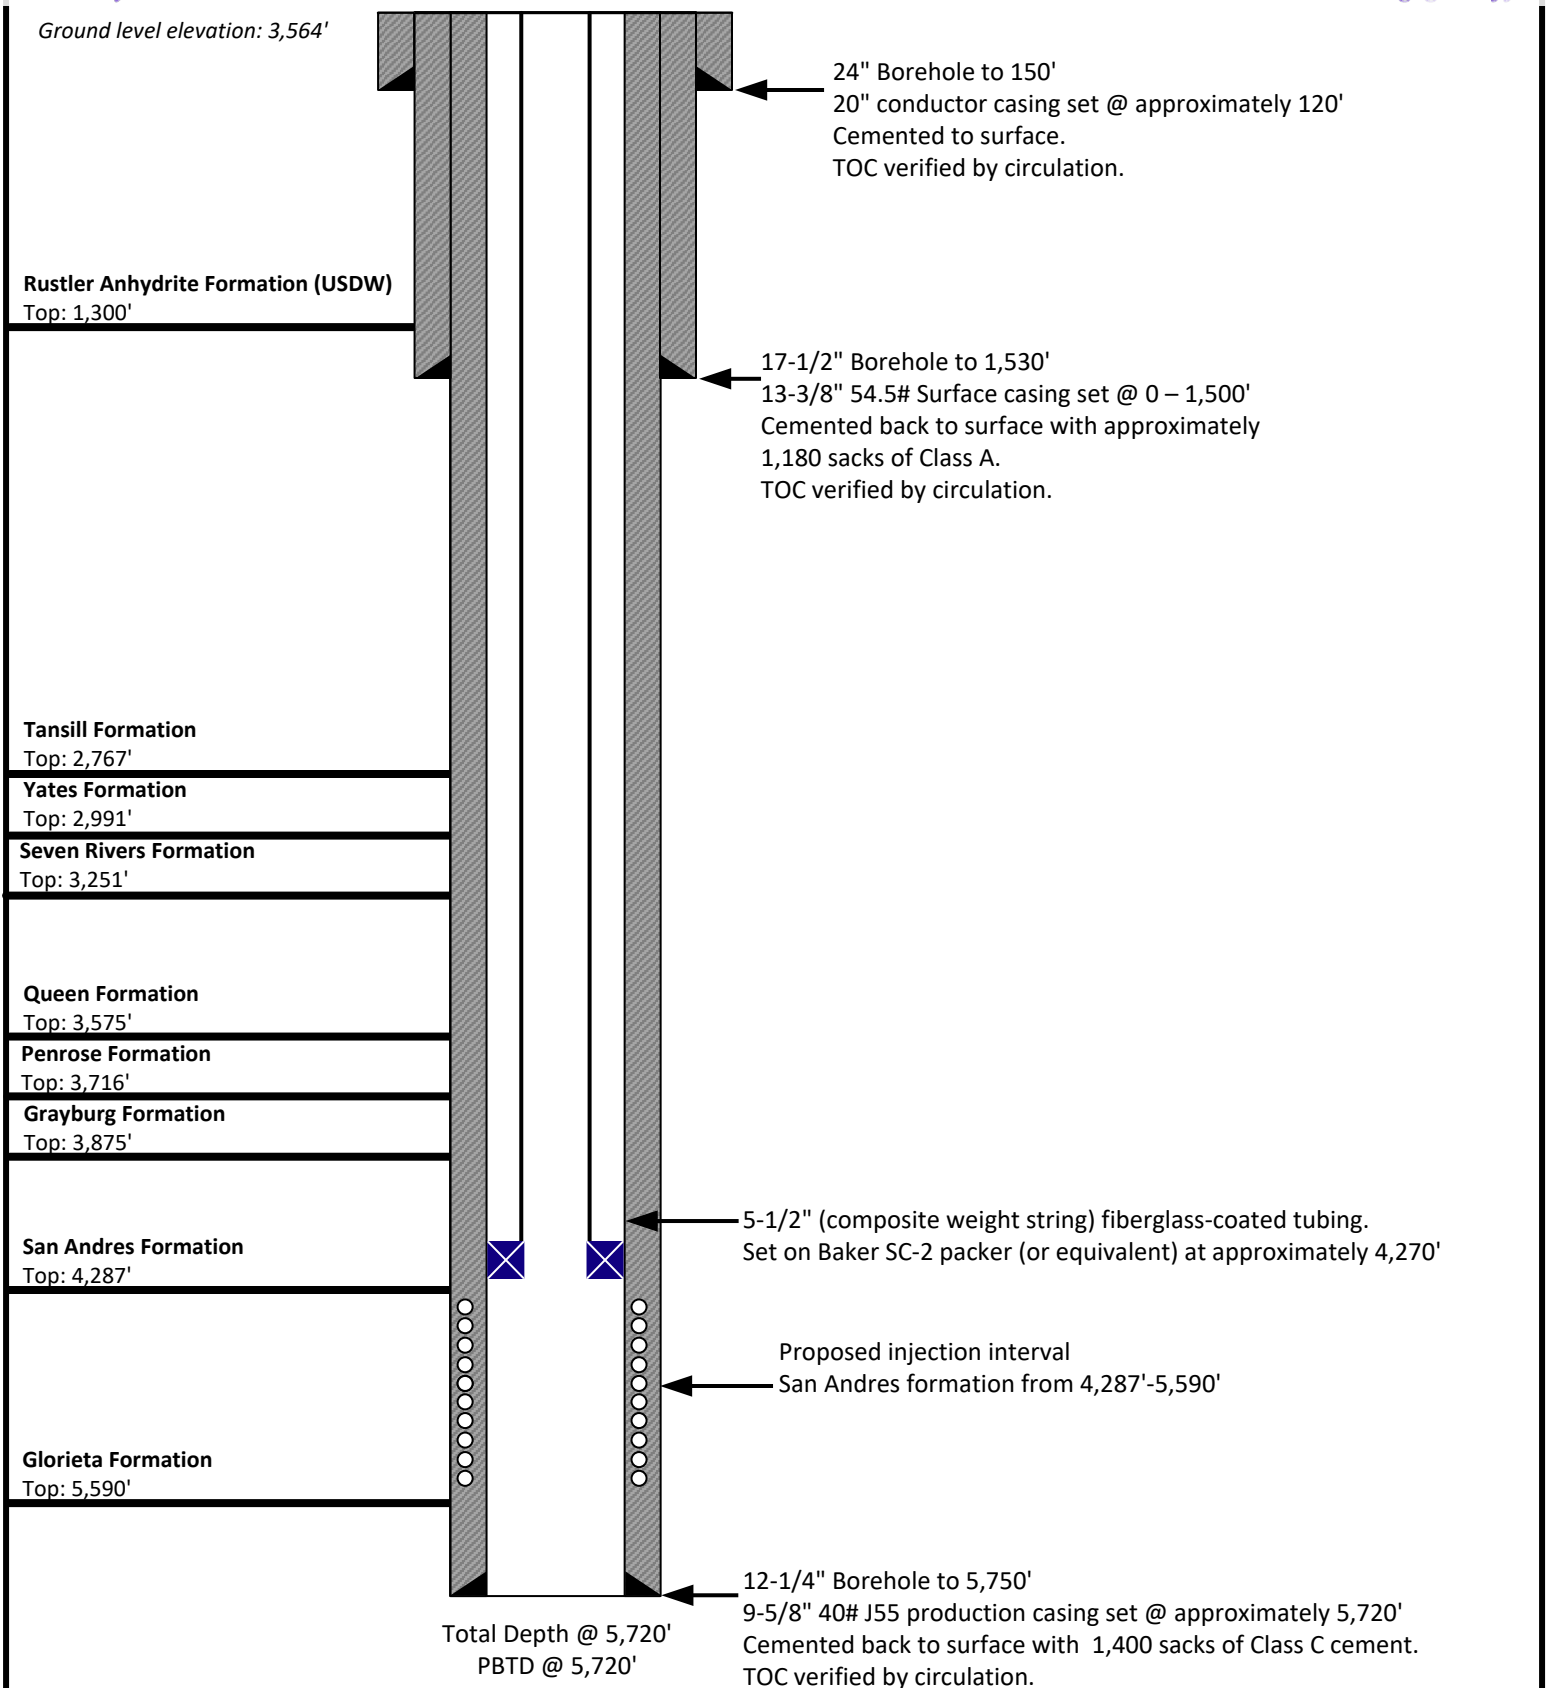 Ground level elevation: 3,564'
24" Borehole to 150'
20" conductor casing set @ approximately 120'
Cemented to surface.
TOC verified by circulation.
Rustler Anhydrite Formation (USDW)
Top: 1,300'
17-1/2" Borehole to 1,530'
13-3/8" 54.5# Surface casing set @ 0 – 1,500'
Cemented back to surface with approximately
1,180 sacks of Class A.
TOC verified by circulation.
Tansill Formation
Top: 2,767'
Yates Formation
Top: 2,991'
Seven Rivers Formation
Top: 3,251'
Queen Formation
Top: 3,575'
Penrose Formation
Top: 3,716'
Grayburg Formation
Top: 3,875'
5-1/2" (composite weight string) fiberglass-coated tubing.
Set on Baker SC-2 packer (or equivalent) at approximately 4,270'
San Andres Formation
Top: 4,287'
Proposed injection interval
San Andres formation from 4,287'-5,590'
Glorieta Formation
Top: 5,590'
12-1/4" Borehole to 5,750'
9-5/8" 40# J55 production casing set @ approximately 5,720'
Cemented back to surface with  1,400 sacks of Class C cement.
TOC verified by circulation.
Total Depth @ 5,720'
PBTD @ 5,720'